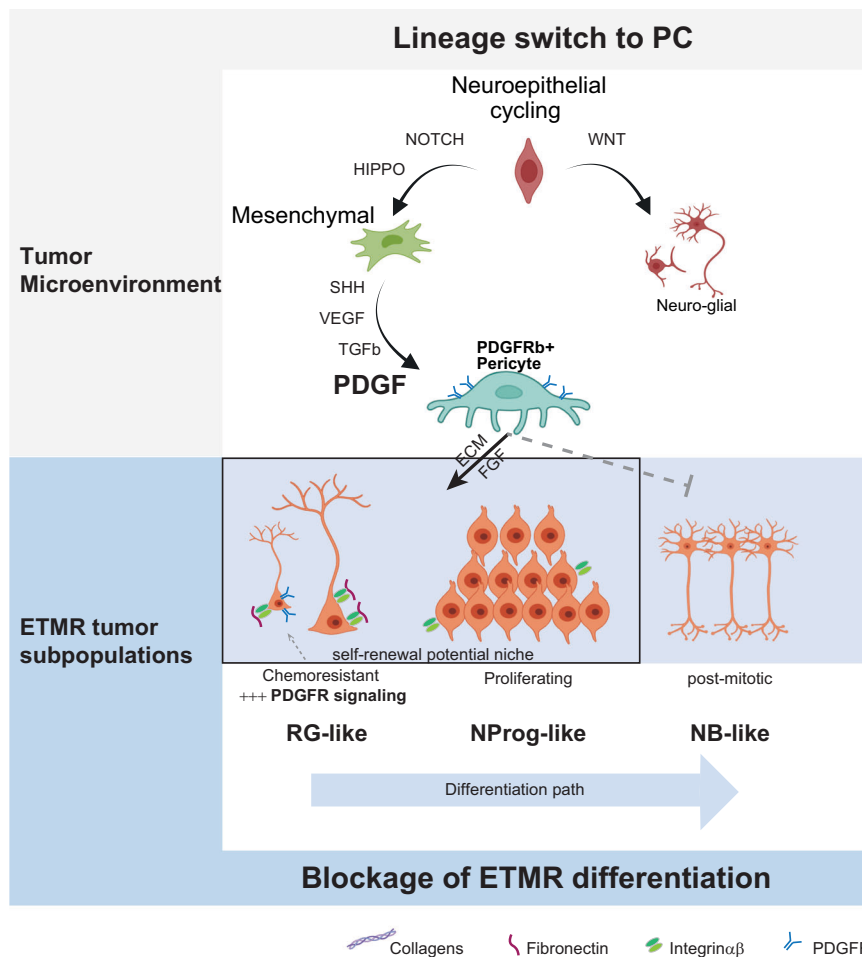 Lineage switch to PC
Neuroepithelial
cycling
NOTCH
WNT
HIPPO
Mesenchymal
Tumor
Microenvironment
SHH
Neuro-glial
VEGF
TGFb
PDGFRb+
Pericyte
PDGF
ECM
FGF
ETMR tumor
subpopulations
self-renewal potential niche
Chemoresistant
+++ PDGFR signaling
Proliferating
post-mitotic
RG-like
NProg-like
NB-like
Differentiation path
Blockage of ETMR differentiation
Collagens
Fibronectin
Integrinαβ